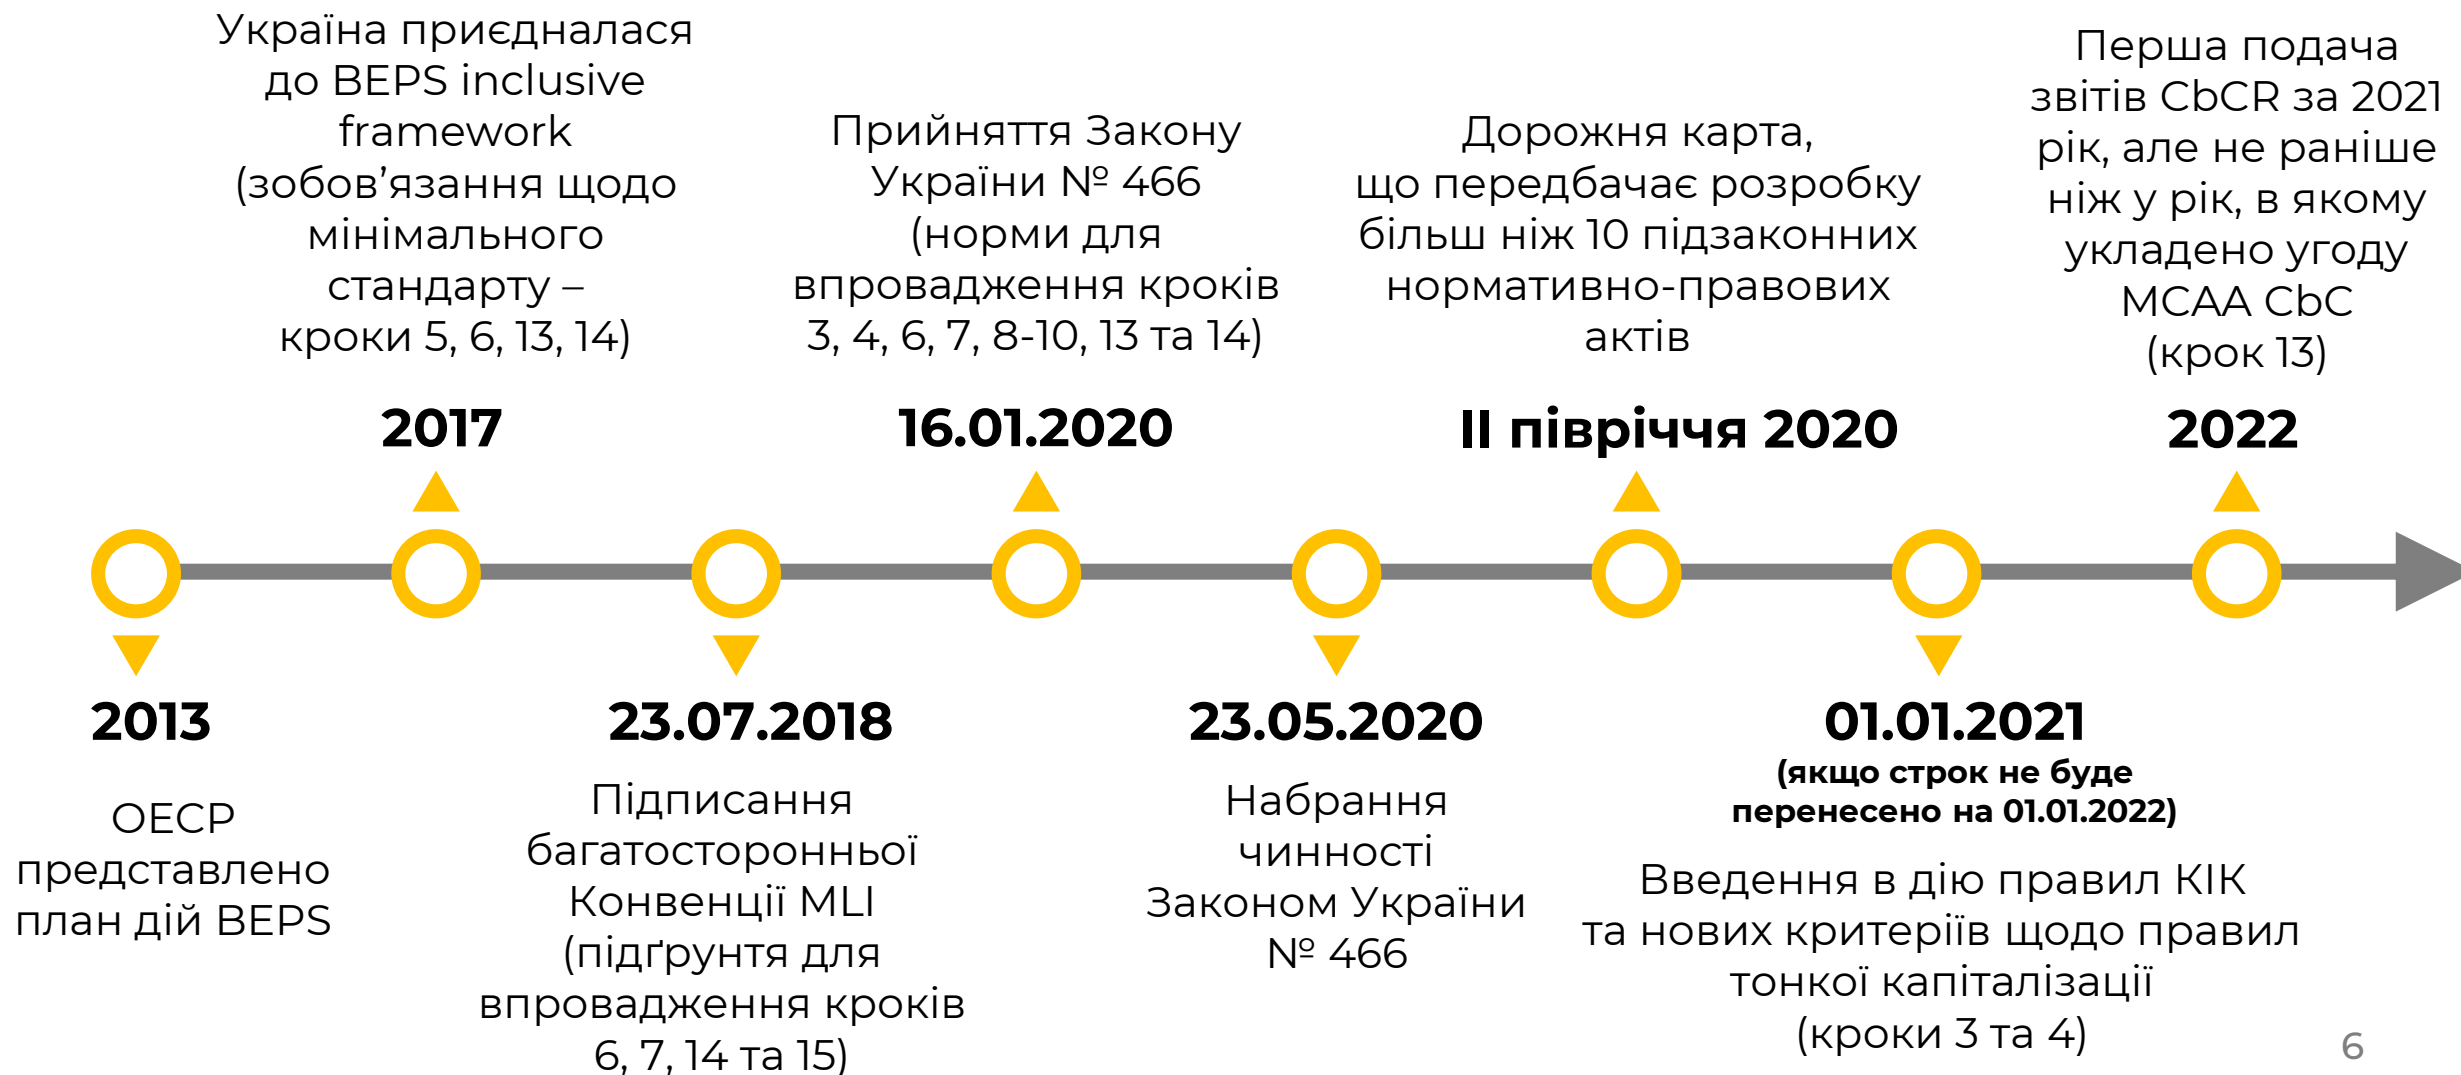 Україна приєдналася
до BEPS inclusive
framework
(зобов’язання щодо
мінімального
стандарту –
кроки 5, 6, 13, 14)
2017
Прийняття Закону
України № 466
(норми для
впровадження кроків
3, 4, 6, 7, 8-10, 13 та 14)
16.01.2020
Дорожня карта,
що передбачає розробку
більш ніж 10 підзаконних
нормативно-правових
актів
II півріччя 2020
Перша подача
звітів CbCR за 2021
рік, але не раніше
ніж у рік, в якому
укладено угоду
MCAA CbC
(крок 13)
2022
2013
ОЕСР
представлено
план дій BEPS
23.07.2018
Підписання
багатосторонньої
Конвенції MLI
(підґрунтя для
впровадження кроків
6, 7, 14 та 15)
23.05.2020
Набрання
чинності
Законом України
№ 466
01.01.2021
(якщо строк не буде
перенесено на 01.01.2022)
Введення в дію правил КІК
та нових критеріїв щодо правил
тонкої капіталізації
(кроки 3 та 4)
6